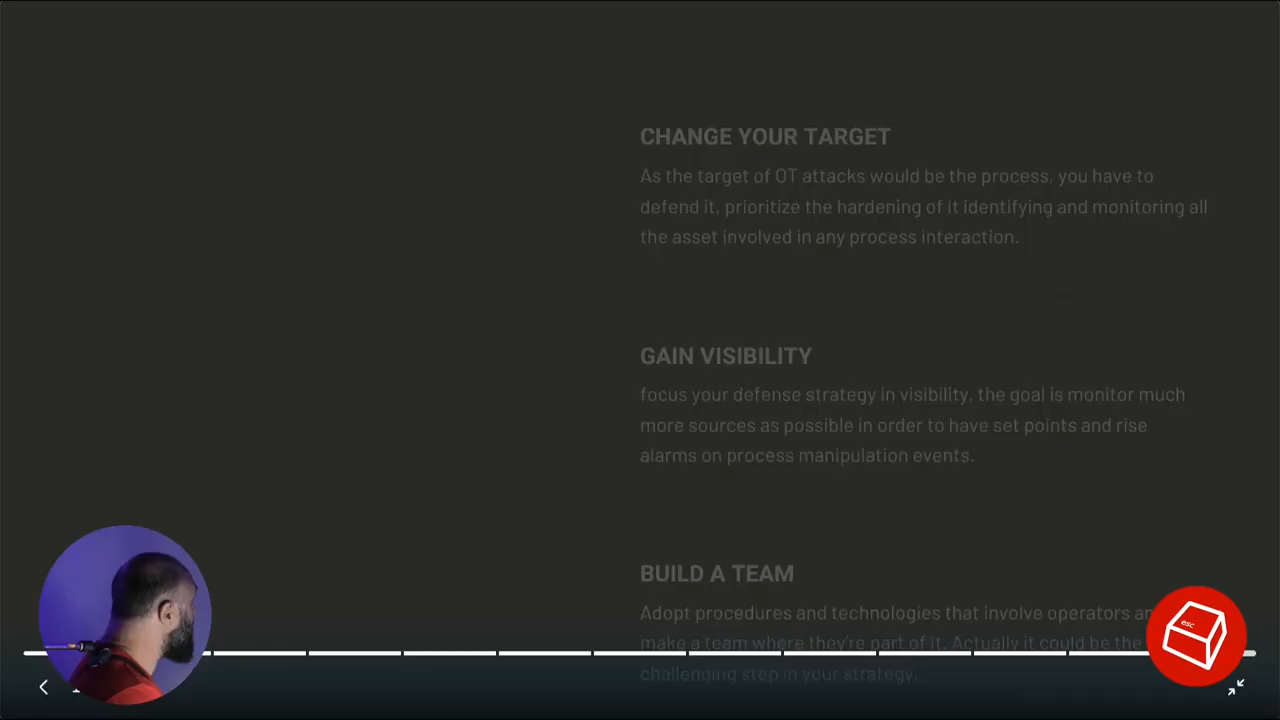 CHANGE YOUR TARGET
As the target of OT attacks would be the process, you have to
defend it, prioritize the hardening of it identifying and monitoring all
the asset involved in any process interaction.
GAIN VISIBILITY
focus your defense strategy in visibility, the goal is monitor much
more sources as possible in order to have set points and rise
alarms on process manipulation events.
BUILD A TEAM
Adopt procedures and technologies that involve operators
make a team where they're part of it. Actually it could be the
challenging step in your strategy.
esc